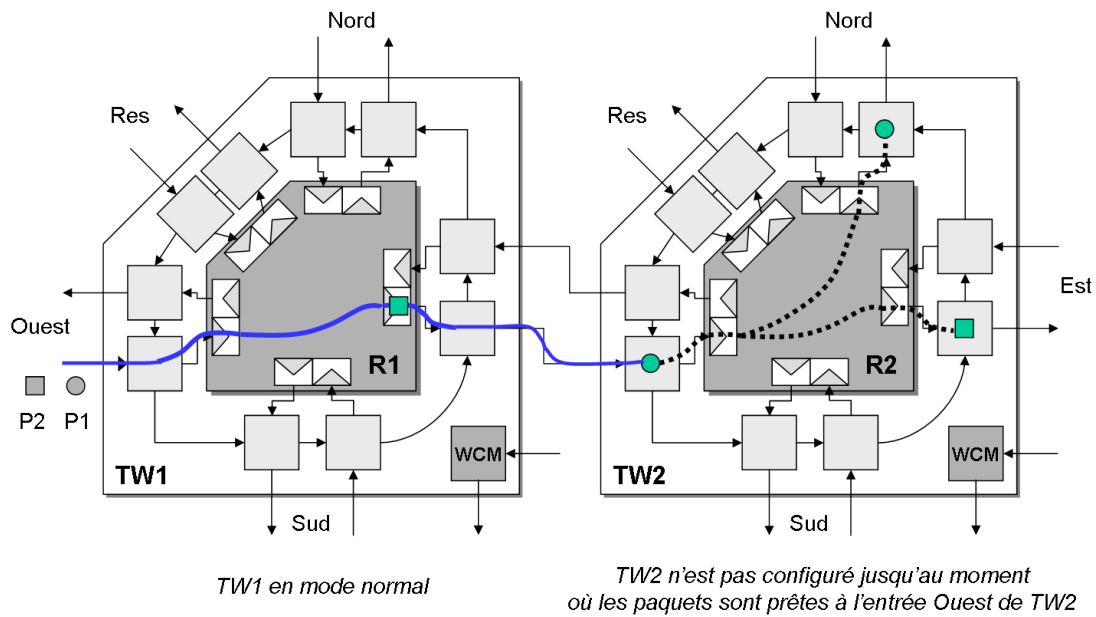 Nord
Nord
Res
Res
Est
Ouest
R1
R2
P2 P1
WCM
WCM
TW1
TW2
Sud
Sud
TW1 en mode normal
TW2 n'est pas configuré jusqu'au moment
où les paquets sont prêtes à l'entrée Ouest de TW2